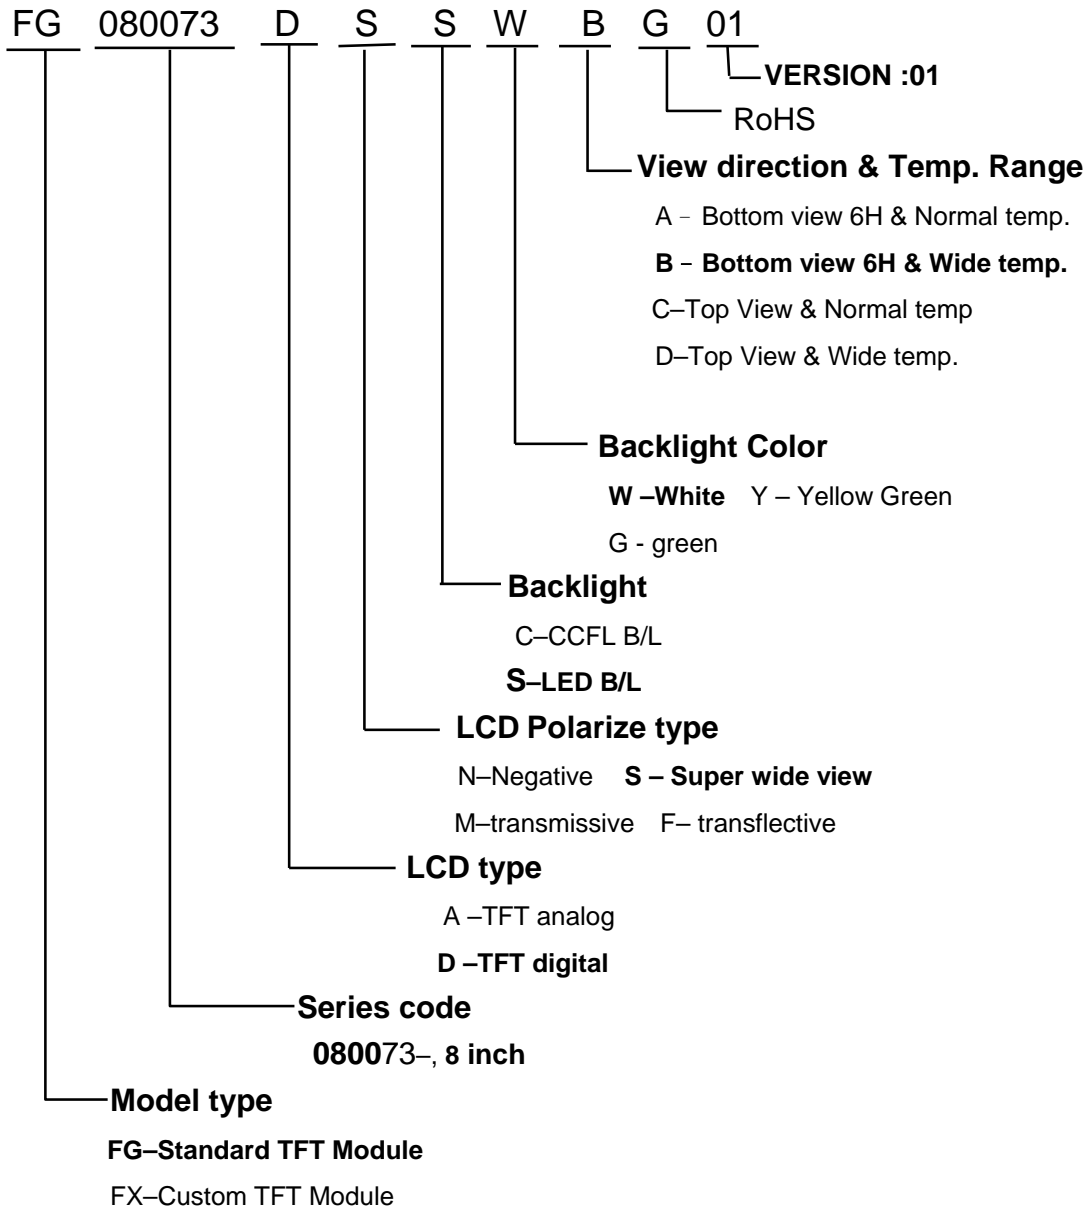 FG 080073 D S S W B G 01
VERSION :01
RoHS
View direction & Temp. Range
A – Bottom view 6H & Normal temp.
B – Bottom view 6H & Wide temp.
C–Top View & Normal temp
D–Top View & Wide temp.
Backlight Color
W –White Y – Yellow Green
G - green
Backlight
C–CCFL B/L
S–LED B/L
LCD Polarize type
N–Negative S – Super wide view
M–transmissive F– transflective
LCD type
A –TFT analog
D –TFT digital
Series code
080073–, 8 inch
Model type
FG–Standard TFT Module
FX–Custom TFT Module